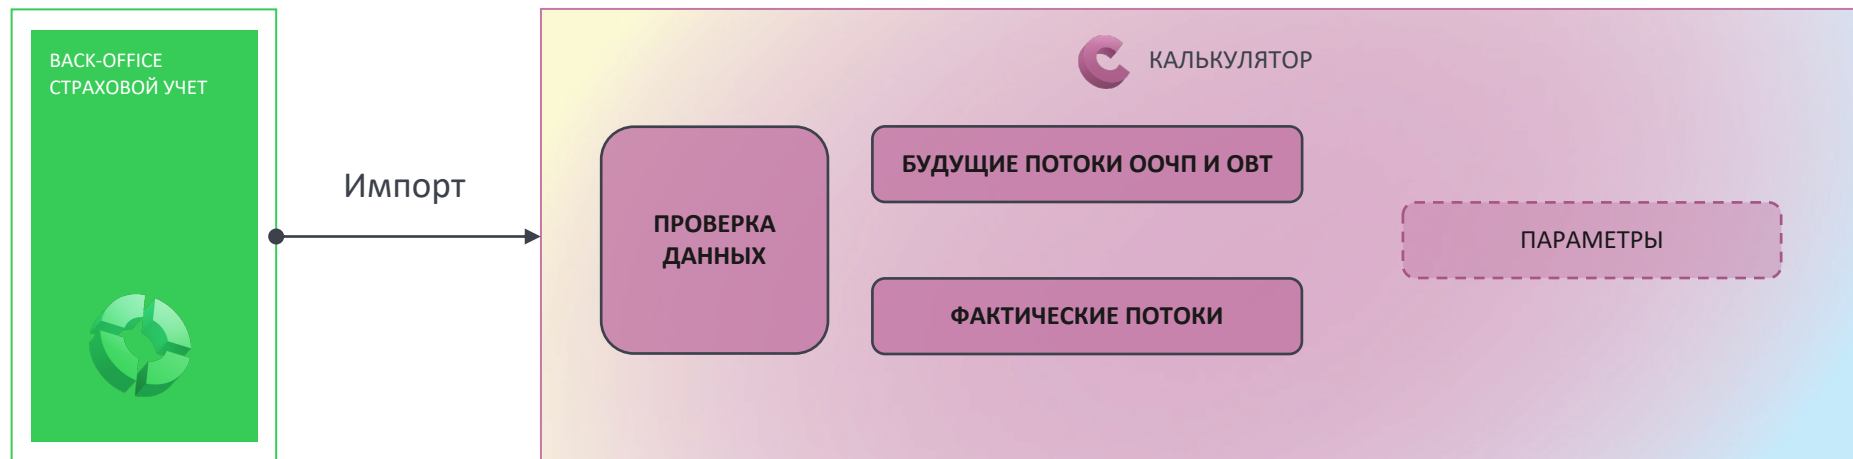 BACK-OFFICE
СТРАХОВОЙ УЧЕТ
Импорт
КАЛЬКУЛЯТОР
ПРОВЕРКА
ДАННЫХ
БУДУЩИЕ ПОТОКИ ООЧП И ОВТ
ФАКТИЧЕСКИЕ ПОТОКИ
ПАРАМЕТРЫ